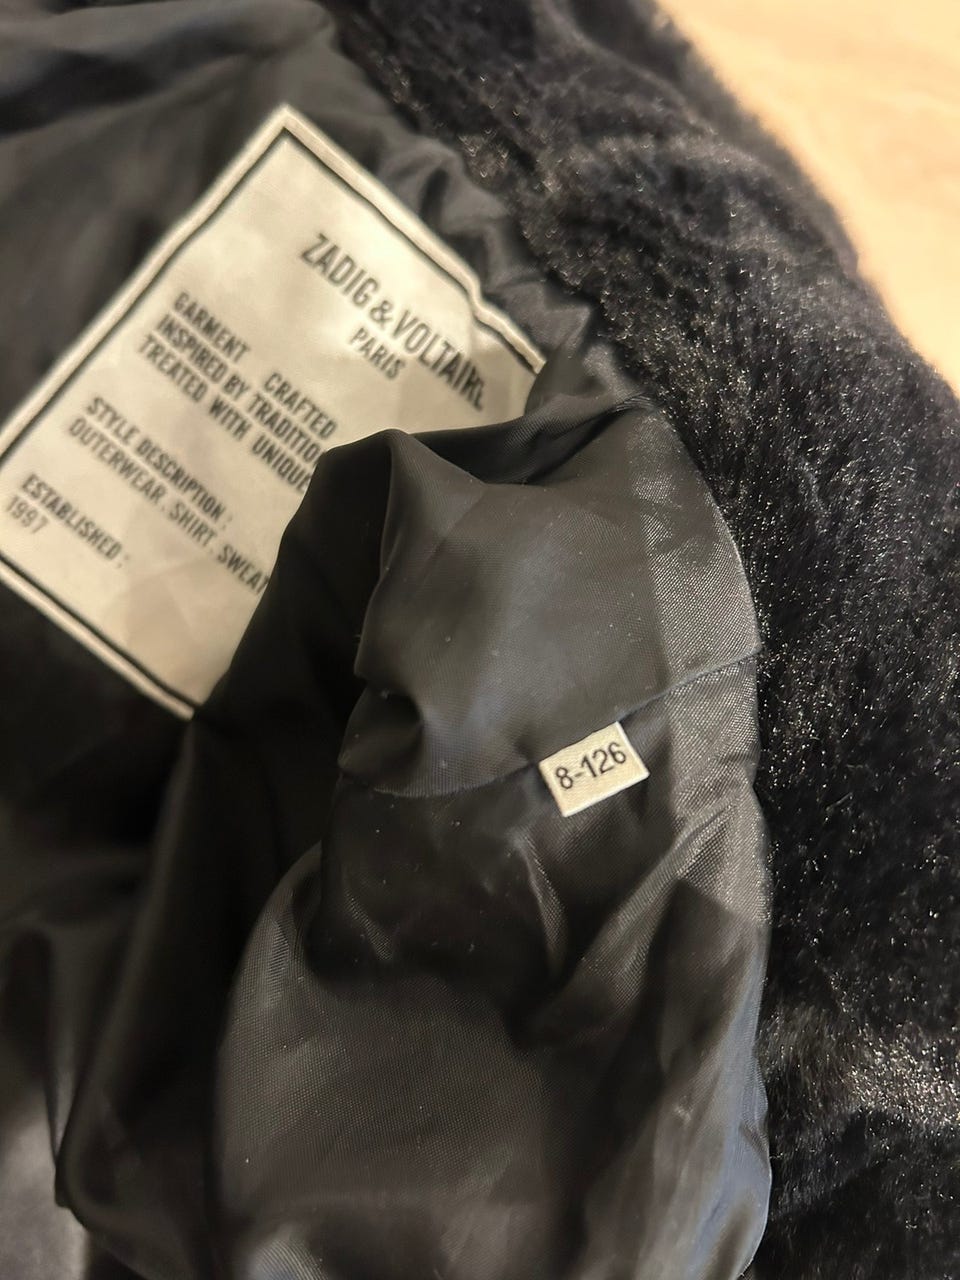 ZADIG & VOLTAIRE
PARIS
GARMENT CRAFTED
INSPIRED BY TRADITION
TREATED WITH UNIQUE
STYLE DESCRIPTION :
OUTERWEAR . SHIRT . SWEAT
ESTABLISHED :
1997
8-126